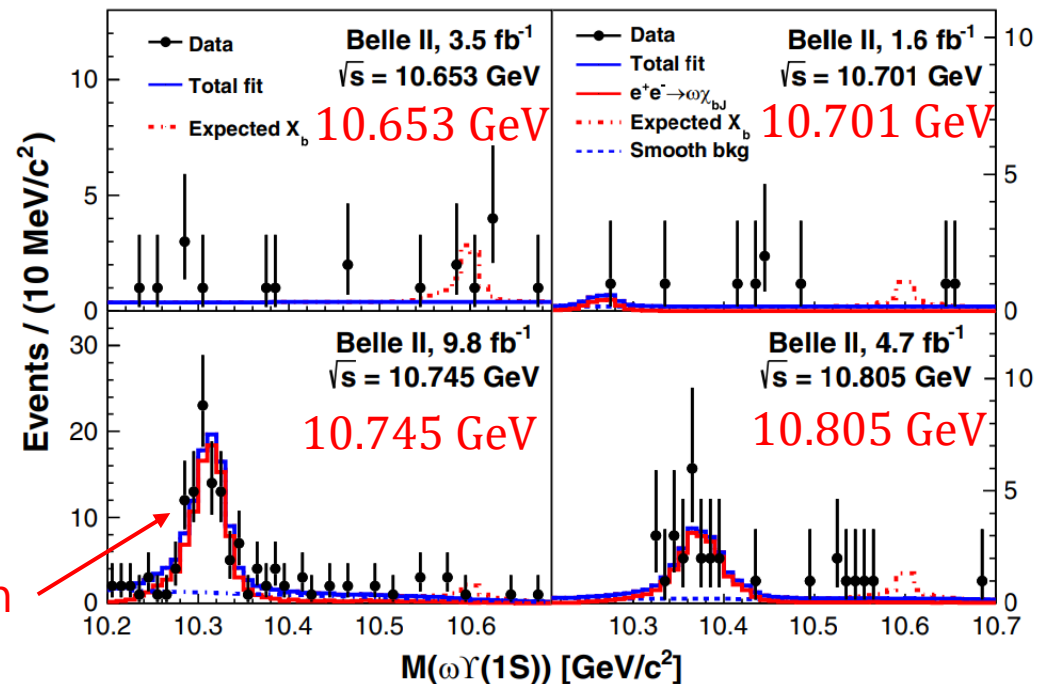 Events / (10 MeV/c²)
10
5
0
Data
Total fit
Expected X_b
Belle II, 3.5 fb⁻¹
√s = 10.653 GeV
10.653 GeV
Data
Total fit
e⁺e⁻→ωχ_bJ
Expected X_b
Smooth bkg
Belle II, 1.6 fb⁻¹
√s = 10.701 GeV
10.701 GeV
10
5
0
30
20
10
0
Belle II, 9.8 fb⁻¹
√s = 10.745 GeV
10.745 GeV
n
Belle II, 4.7 fb⁻¹
√s = 10.805 GeV
10.805 GeV
10
5
0
10.2 10.3 10.4 10.5 10.6 10.3 10.4 10.5 10.6 10.7
M(ωΥ(1S)) [GeV/c²]